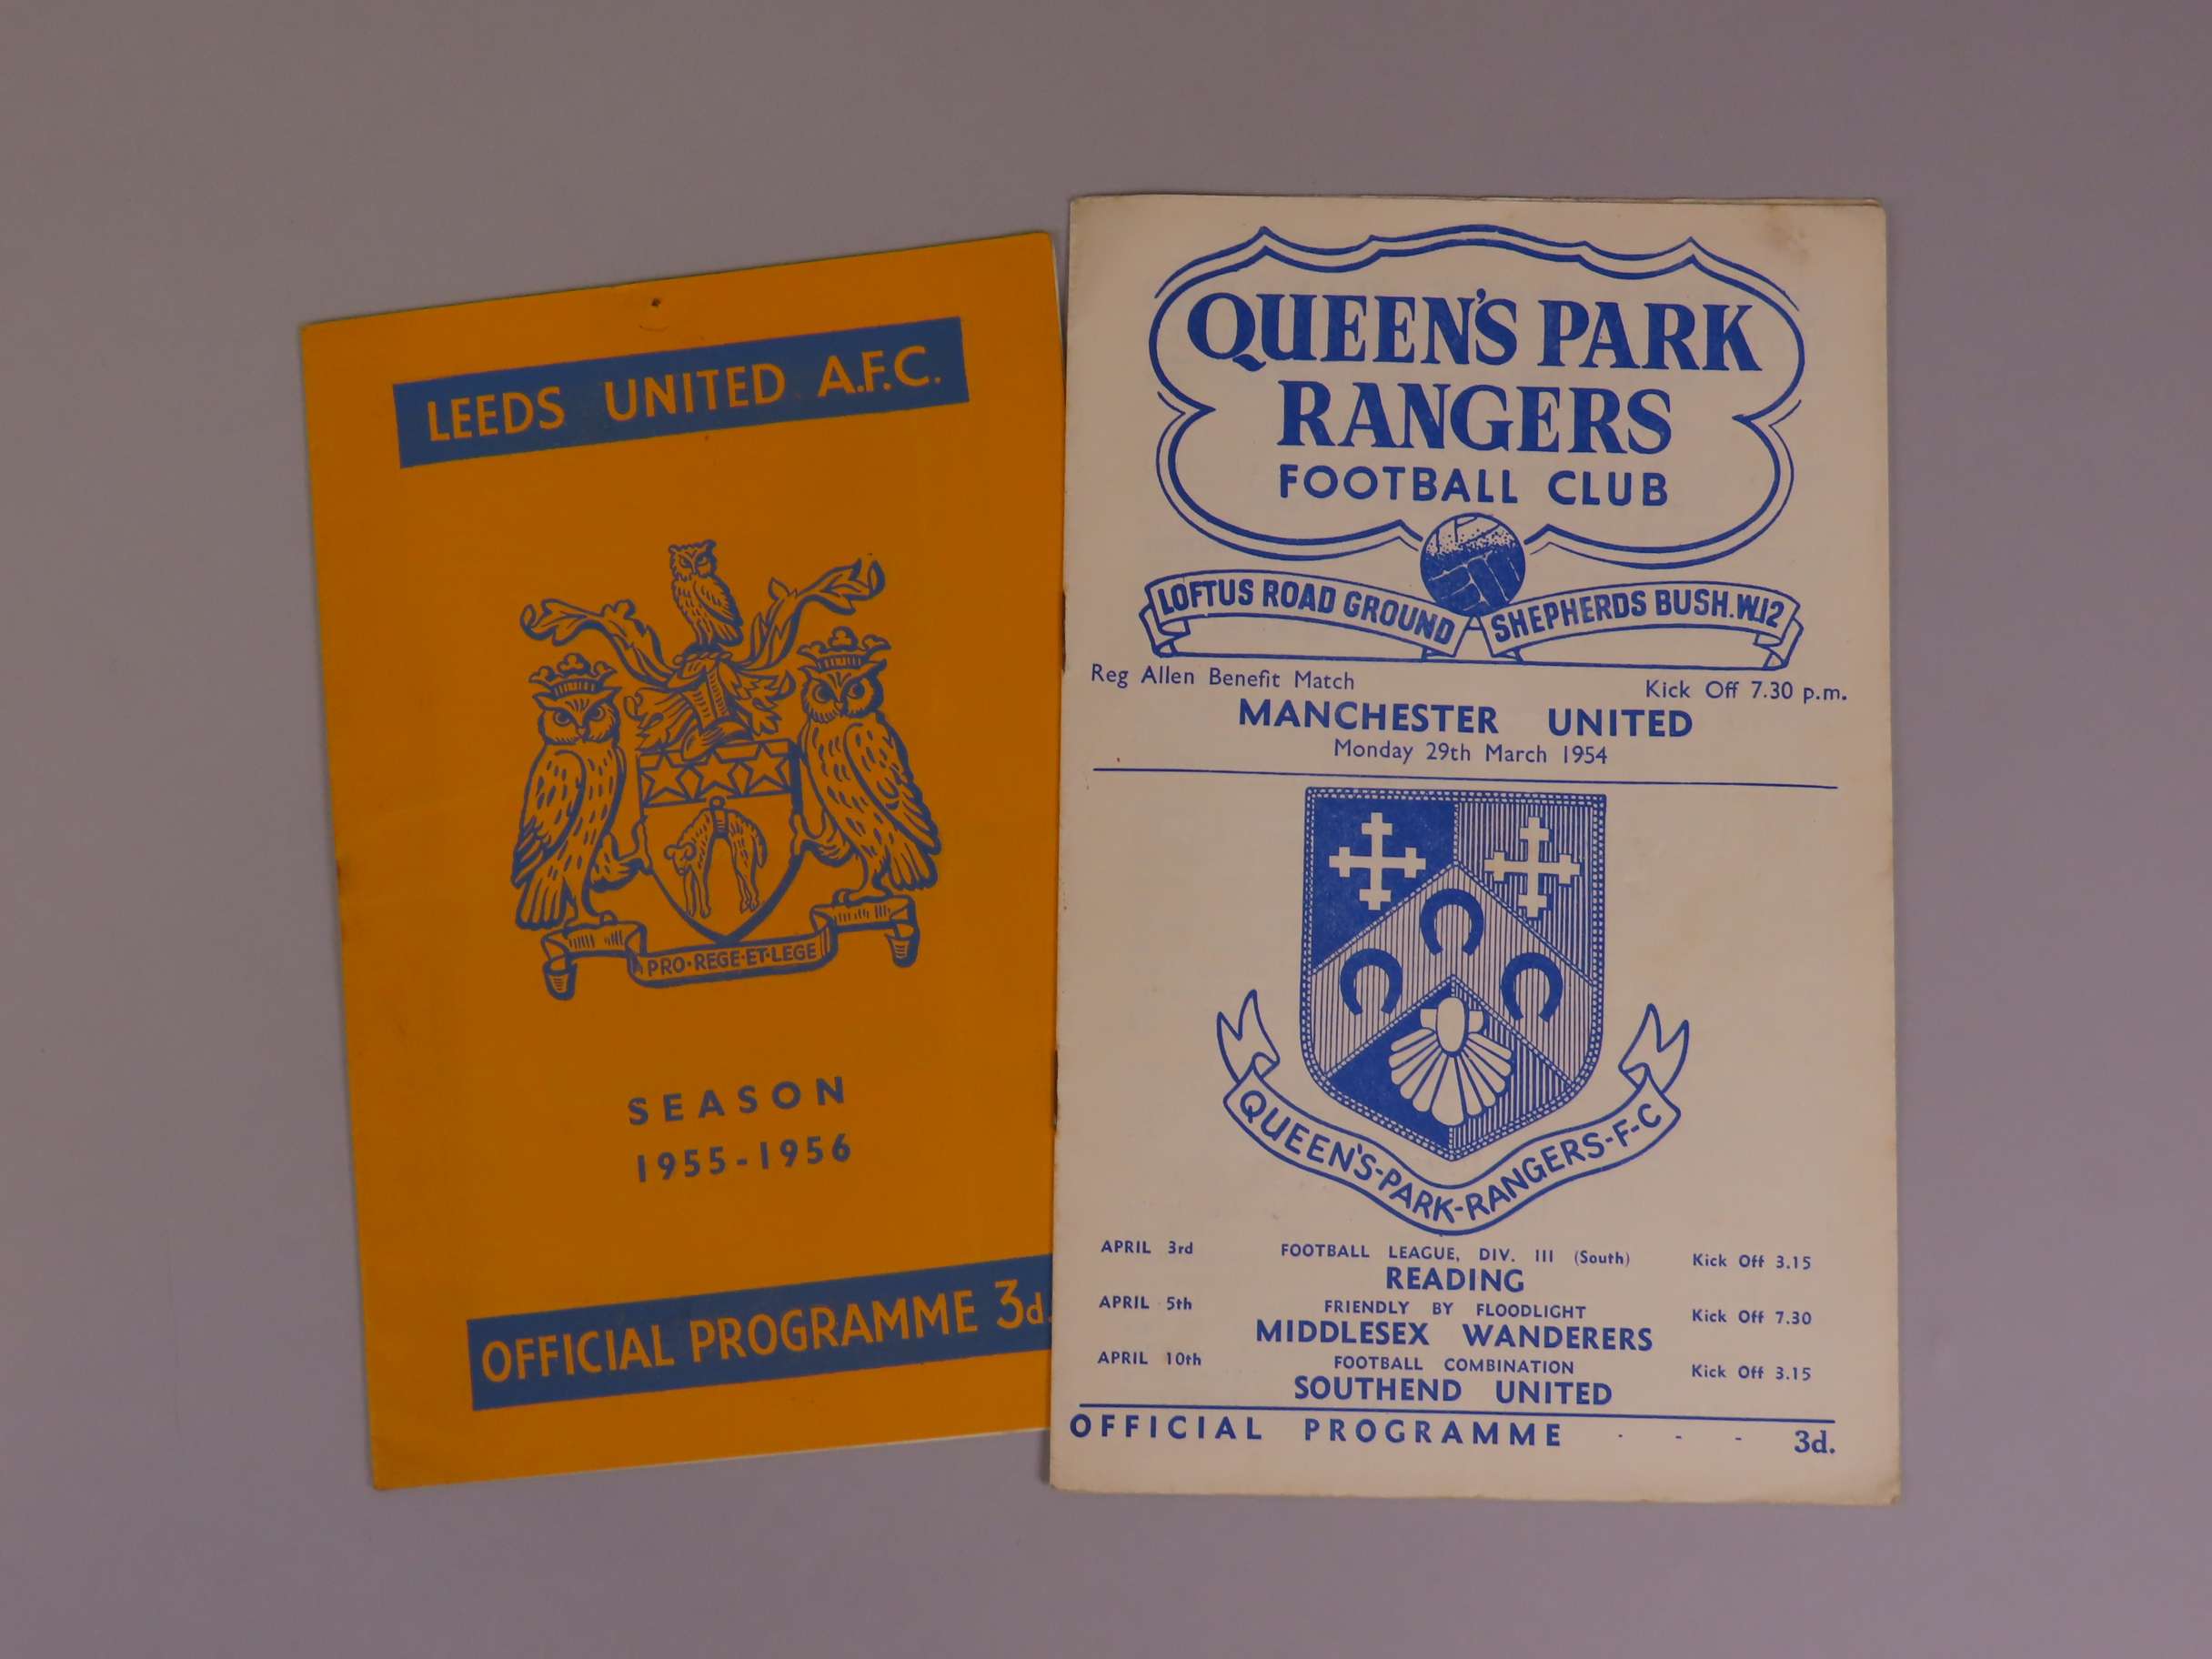 LEEDS UNITED A.F.C.
PRO·REGE·ET·LEGE
SEASON
1955-1956
OFFICIAL PROGRAMME 3d.
QUEEN'S PARK
RANGERS
FOOTBALL CLUB
LOFTUS ROAD GROUND SHEPHERDS BUSH.W.12
Reg Allen Benefit Match Kick Off 7.30 p.m.
MANCHESTER UNITED
Monday 29th March 1954
QUEEN'S-PARK-RANGERS-F-C
APRIL 3rd FOOTBALL LEAGUE, DIV. III (South) Kick Off 3.15
READING
APRIL 5th FRIENDLY BY FLOODLIGHT Kick Off 7.30
MIDDLESEX WANDERERS
APRIL 10th FOOTBALL COMBINATION Kick Off 3.15
SOUTHEND UNITED
OFFICIAL PROGRAMME - - - 3d.